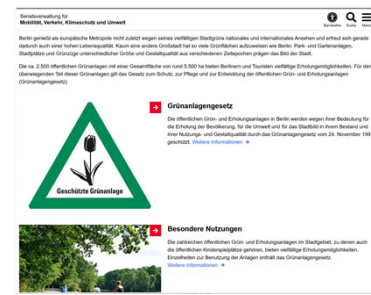 Senatsverwaltung für
Mobilität, Verkehr, Klimaschutz und Umwelt
Barrierefrei Suche Menü
Berlin genießt als europäische Metropole nicht zuletzt wegen seines vielfältigen Stadtgrüns nationales und internationales Ansehen und erfreut sich gerade
dadurch auch einer hohen Lebensqualität. Kaum eine andere Großstadt hat so viele Grünflächen aufzuweisen wie Berlin. Park- und Gartenanlagen,
Stadtplätze und Grünzüge unterschiedlicher Größe und Gestaltqualität aus verschiedenen Zeitepochen prägen das Bild der Stadt.
Die ca. 2.500 öffentlichen Grünanlagen mit einer Gesamtfläche von rund 5.500 ha bieten Berlinern und Touristen vielfältige Erholungsmöglichkeiten. Für den
überwiegenden Teil dieser Grünanlagen gilt das Gesetz zum Schutz, zur Pflege und zur Entwicklung der öffentlichen Grün- und Erholungsanlagen
(Grünanlagengesetz)
Geschützte Grünanlage
Grünanlagengesetz
Die öffentlichen Grün- und Erholungsanlagen in Berlin werden wegen ihrer Bedeutung für
die Erholung der Bevölkerung, für die Umwelt und für das Stadtbild in ihrem Bestand und
ihrer Nutzungs- und Gestaltqualität durch das Grünanlagengesetz vom 24. November 199
geschützt. Weitere Informationen
Besondere Nutzungen
Die zahlreichen öffentlichen Grün- und Erholungsanlagen im Stadtgebiet, zu denen auch
die öffentlichen Kinderspielplätze gehören, bieten vielfältige Erholungsmöglichkeiten.
Einzelheiten zur Benutzung der Anlagen enthält das Grünanlagengesetz.
Weitere Informationen